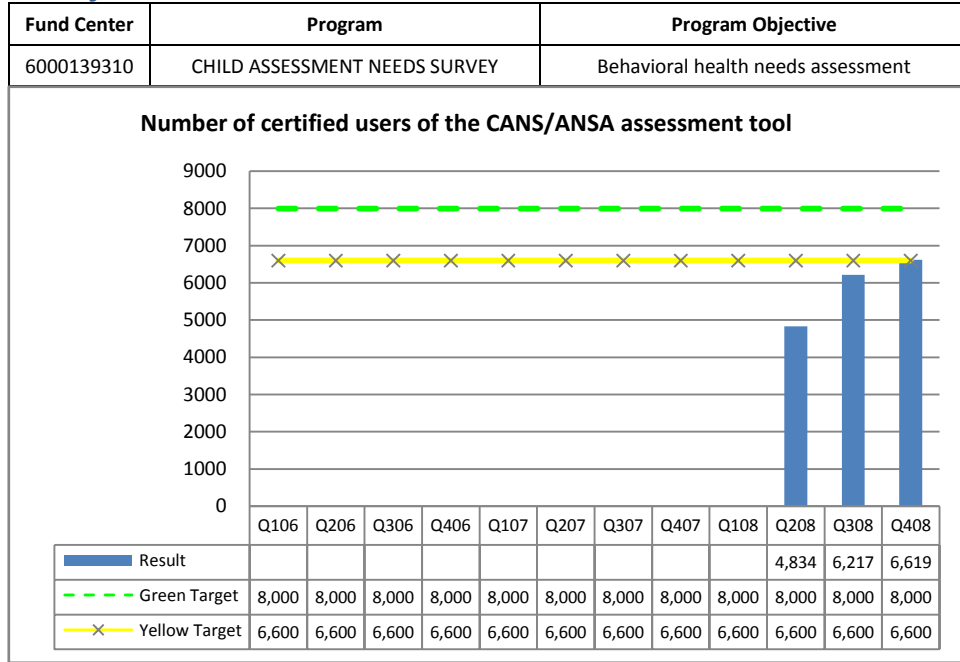 Fund Center Program Program Objective
6000139310 CHILD ASSESSMENT NEEDS SURVEY Behavioral health needs assessment
Number of certified users of the CANS/ANSA assessment tool
9000
8000
7000
6000
5000
4000
3000
2000
1000
0
Q106 Q206 Q306 Q406 Q107 Q207 Q307 Q407 Q108 Q208 Q308 Q408
Result 4,834 6,217 6,619
Green Target 8,000 8,000 8,000 8,000 8,000 8,000 8,000 8,000 8,000 8,000 8,000 8,000
Yellow Target 6,600 6,600 6,600 6,600 6,600 6,600 6,600 6,600 6,600 6,600 6,600 6,600